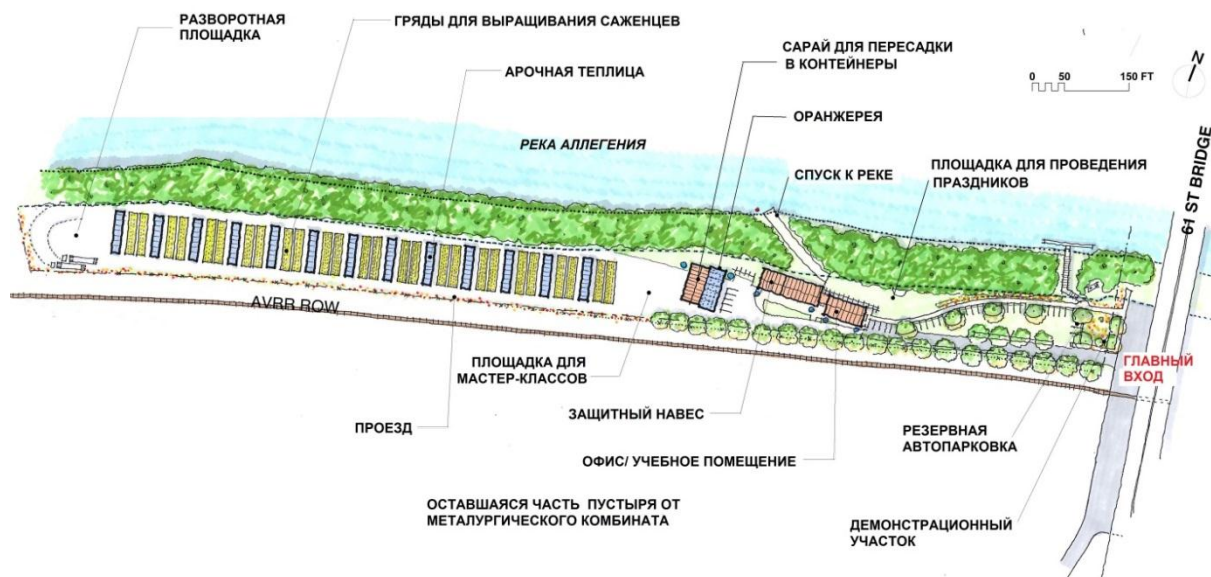 РАЗВОРОТНАЯ
ПЛОЩАДКА
ГРЯДЫ ДЛЯ ВЫРАЩИВАНИЯ САЖЕНЦЕВ
АРОЧНАЯ ТЕПЛИЦА
САРАЙ ДЛЯ ПЕРЕСАДКИ
В КОНТЕЙНЕРЫ
ОРАНЖЕРЕЯ
0 50 150 FT
N
РЕКА АЛЛЕГЕНИЯ
СПУСК К РЕКЕ
ПЛОЩАДКА ДЛЯ ПРОВЕДЕНИЯ
ПРАЗДНИКОВ
61 ST BRIDGE
AVRR ROW
ПЛОЩАДКА ДЛЯ
МАСТЕР-КЛАССОВ
ГЛАВНЫЙ
ВХОД
ПРОЕЗД
ЗАЩИТНЫЙ НАВЕС
РЕЗЕРВНАЯ
АВТОПАРКОВКА
ОФИС/ УЧЕБНОЕ ПОМЕЩЕНИЕ
ОСТАВШАЯСЯ ЧАСТЬ ПУСТЫРЯ ОТ
МЕТАЛУРГИЧЕСКОГО КОМБИНАТА
ДЕМОНСТРАЦИОННЫЙ
УЧАСТОК